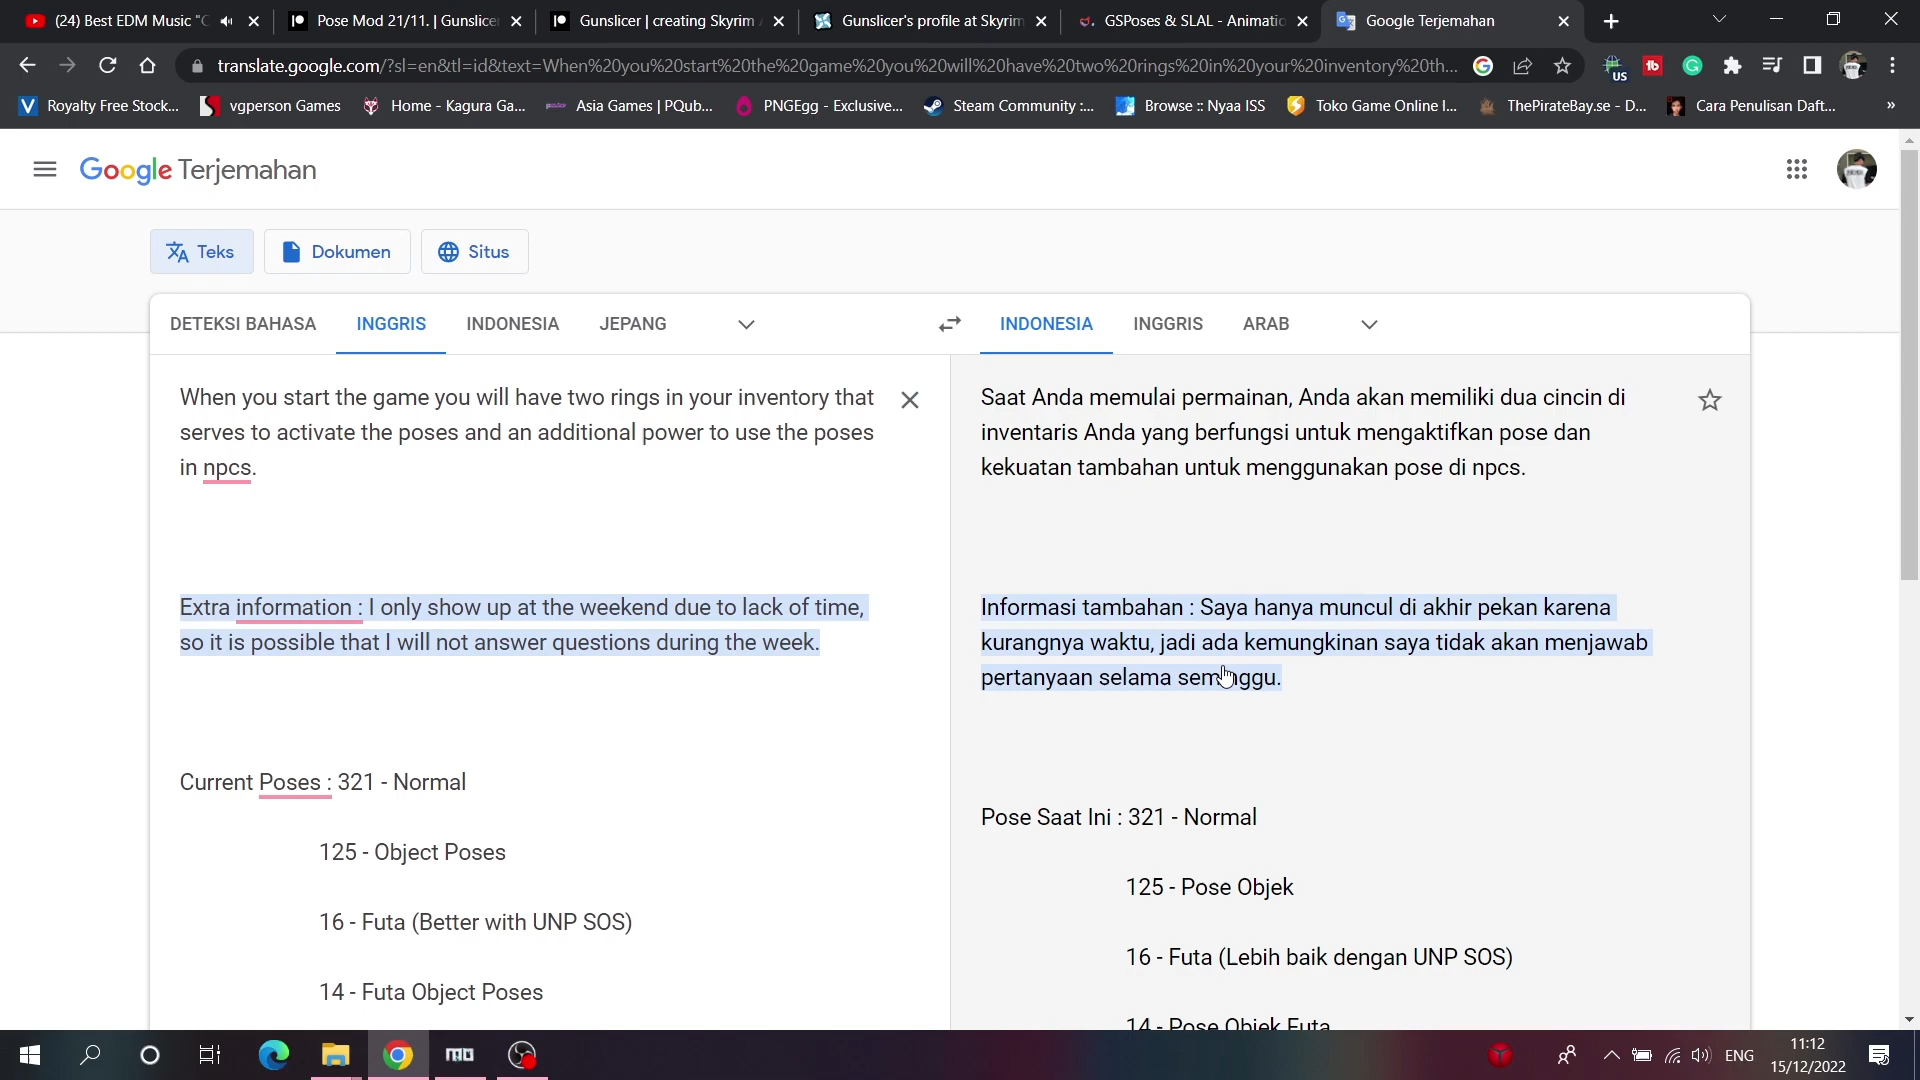 (24) Best EDM Music "C
Pose Mod 21/11. | Gunslicer
Gunslicer | creating Skyrim A
Gunslicer's profile at Skyrim
GSPoses & SLAL - Animatio
Google Terjemahan
translate.google.com/?sl=en&tl=id&text=When%20you%20start%20the%20game%20you%20will%20have%20two%20rings%20in%20your%20inventory%20th...
US
Royalty Free Stock...
vgperson Games
Home - Kagura Ga...
Asia Games | PQub...
PNGEgg - Exclusive...
Steam Community :...
Browse :: Nyaa ISS
Toko Game Online I...
ThePirateBay.se - D...
Cara Penulisan Daft...
»
Google Terjemahan
Teks
Dokumen
Situs
DETEKSI BAHASA
INGGRIS
INDONESIA
JEPANG
INDONESIA
INGGRIS
ARAB
When you start the game you will have two rings in your inventory that
serves to activate the poses and an additional power to use the poses
in npcs.
Extra information : I only show up at the weekend due to lack of time,
so it is possible that I will not answer questions during the week.
Current Poses : 321 - Normal
125 - Object Poses
16 - Futa (Better with UNP SOS)
14 - Futa Object Poses
Saat Anda memulai permainan, Anda akan memiliki dua cincin di
inventaris Anda yang berfungsi untuk mengaktifkan pose dan
kekuatan tambahan untuk menggunakan pose di npcs.
Informasi tambahan : Saya hanya muncul di akhir pekan karena
kurangnya waktu, jadi ada kemungkinan saya tidak akan menjawab
pertanyaan selama seminggu.
Pose Saat Ini : 321 - Normal
125 - Pose Objek
16 - Futa (Lebih baik dengan UNP SOS)
14 - Pose Objek Futa
ENG
11:12
15/12/2022